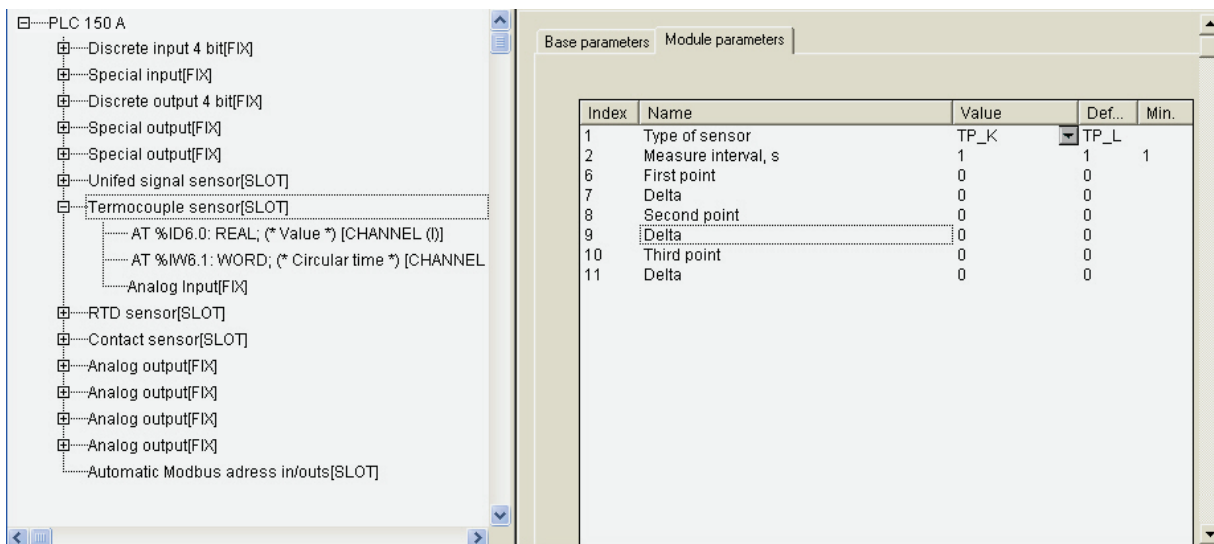 PLC 150 A
Discrete input 4 bit[FIX]
Special input[FIX]
Discrete output 4 bit[FIX]
Special output[FIX]
Special output[FIX]
Unifed signal sensor[SLOT]
Termocouple sensor[SLOT]
AT %ID6.0: REAL; (* Value *) [CHANNEL (I)]
AT %IW6.1: WORD; (* Circular time *) [CHANNEL
Analog Input[FIX]
RTD sensor[SLOT]
Contact sensor[SLOT]
Analog output[FIX]
Analog output[FIX]
Analog output[FIX]
Analog output[FIX]
Automatic Modbus adress in/outs[SLOT]
Base parameters Module parameters
Index Name Value Def... Min.
1 Type of sensor TP_K TP_L
2 Measure interval, s 1 1 1
6 First point 0 0
7 Delta 0 0
8 Second point 0 0
9 Delta 0 0
10 Third point 0 0
11 Delta 0 0